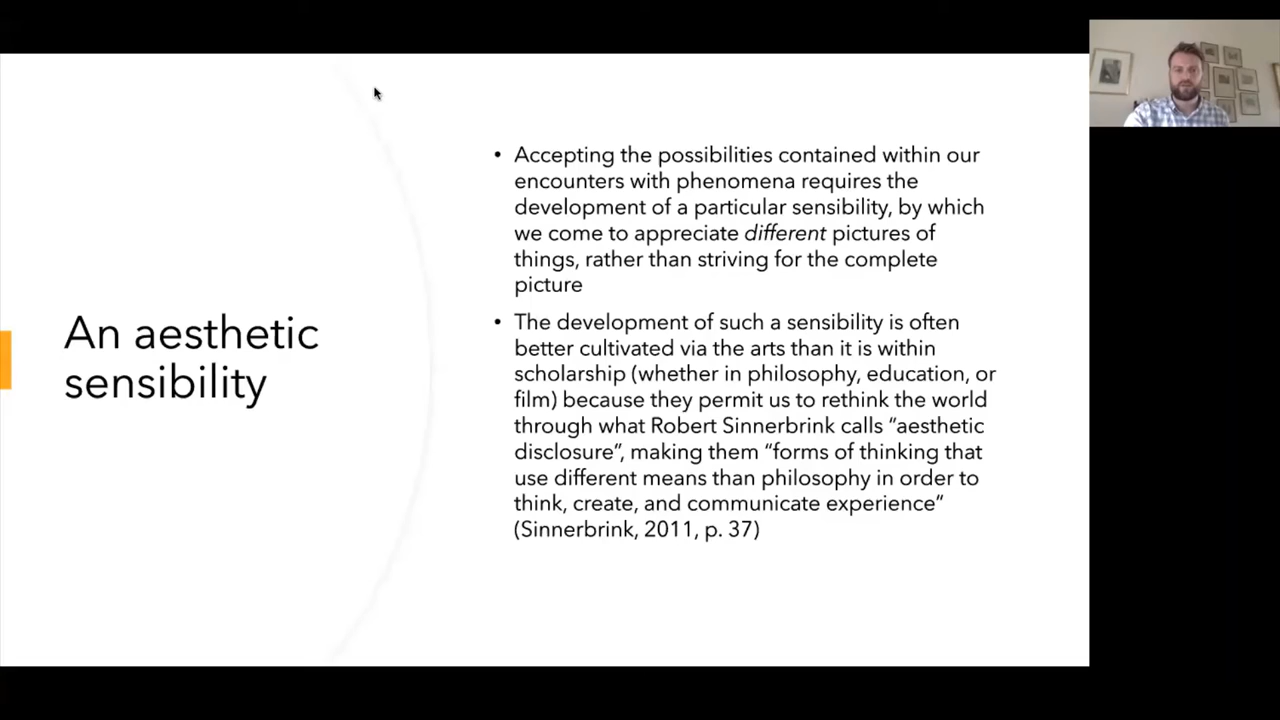 An aesthetic
sensibility
• Accepting the possibilities contained within our
encounters with phenomena requires the
development of a particular sensibility, by which
we come to appreciate different pictures of
things, rather than striving for the complete
picture
• The development of such a sensibility is often
better cultivated via the arts than it is within
scholarship (whether in philosophy, education, or
film) because they permit us to rethink the world
through what Robert Sinnerbrink calls “aesthetic
disclosure”, making them “forms of thinking that
use different means than philosophy in order to
think, create, and communicate experience”
(Sinnerbrink, 2011, p. 37)